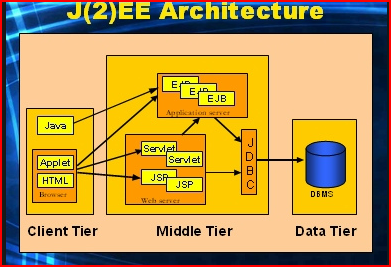 J(2)EE Architecture
Java
Applet
HTML
Browser
Client Tier
EJB
EJB
EJB
Application server
Servlet
Servlet
JSP
JSP
Web server
J
D
B
C
Middle Tier
DBMS
Data Tier